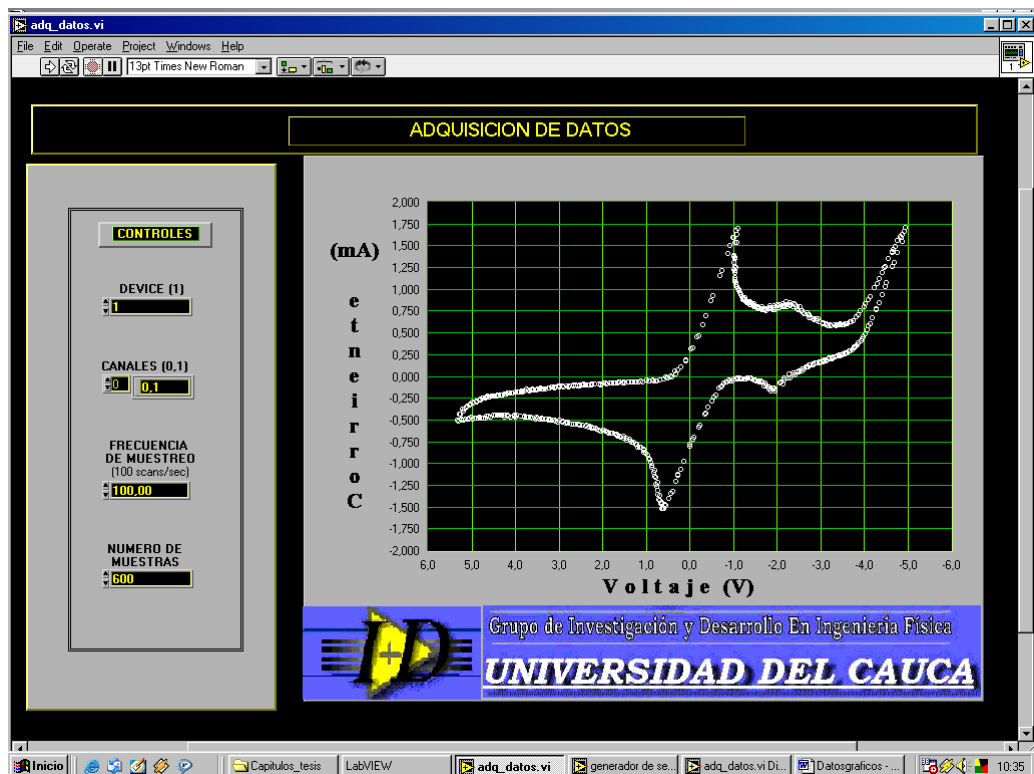 adq_datos.vi
File Edit Operate Project Windows Help
13pt Times New Roman
1
ADQUISICION DE DATOS
CONTROLES
DEVICE (1)
1
CANALES (0,1)
0 0,1
FRECUENCIA
DE MUESTREO
(100 scans/sec)
100,00
NUMERO DE
MUESTRAS
600
(mA)
e
t
n
e
i
r
r
o
C
2,000
1,750
1,500
1,250
1,000
0,750
0,500
0,250
0,000
-0,250
-0,500
-0,750
-1,000
-1,250
-1,500
-1,750
-2,000
6,0 5,0 4,0 3,0 2,0 1,0 0,0 -1,0 -2,0 -3,0 -4,0 -5,0 -6,0
Voltaje (V)
I+D
Grupo de Investigación y Desarrollo En Ingeniería Física
UNIVERSIDAD DEL CAUCA
Inicio Capitulos_tesis LabVIEW adq_datos.vi generador de se... adq_datos.vi Di... Datosgraficos - ... 10:35